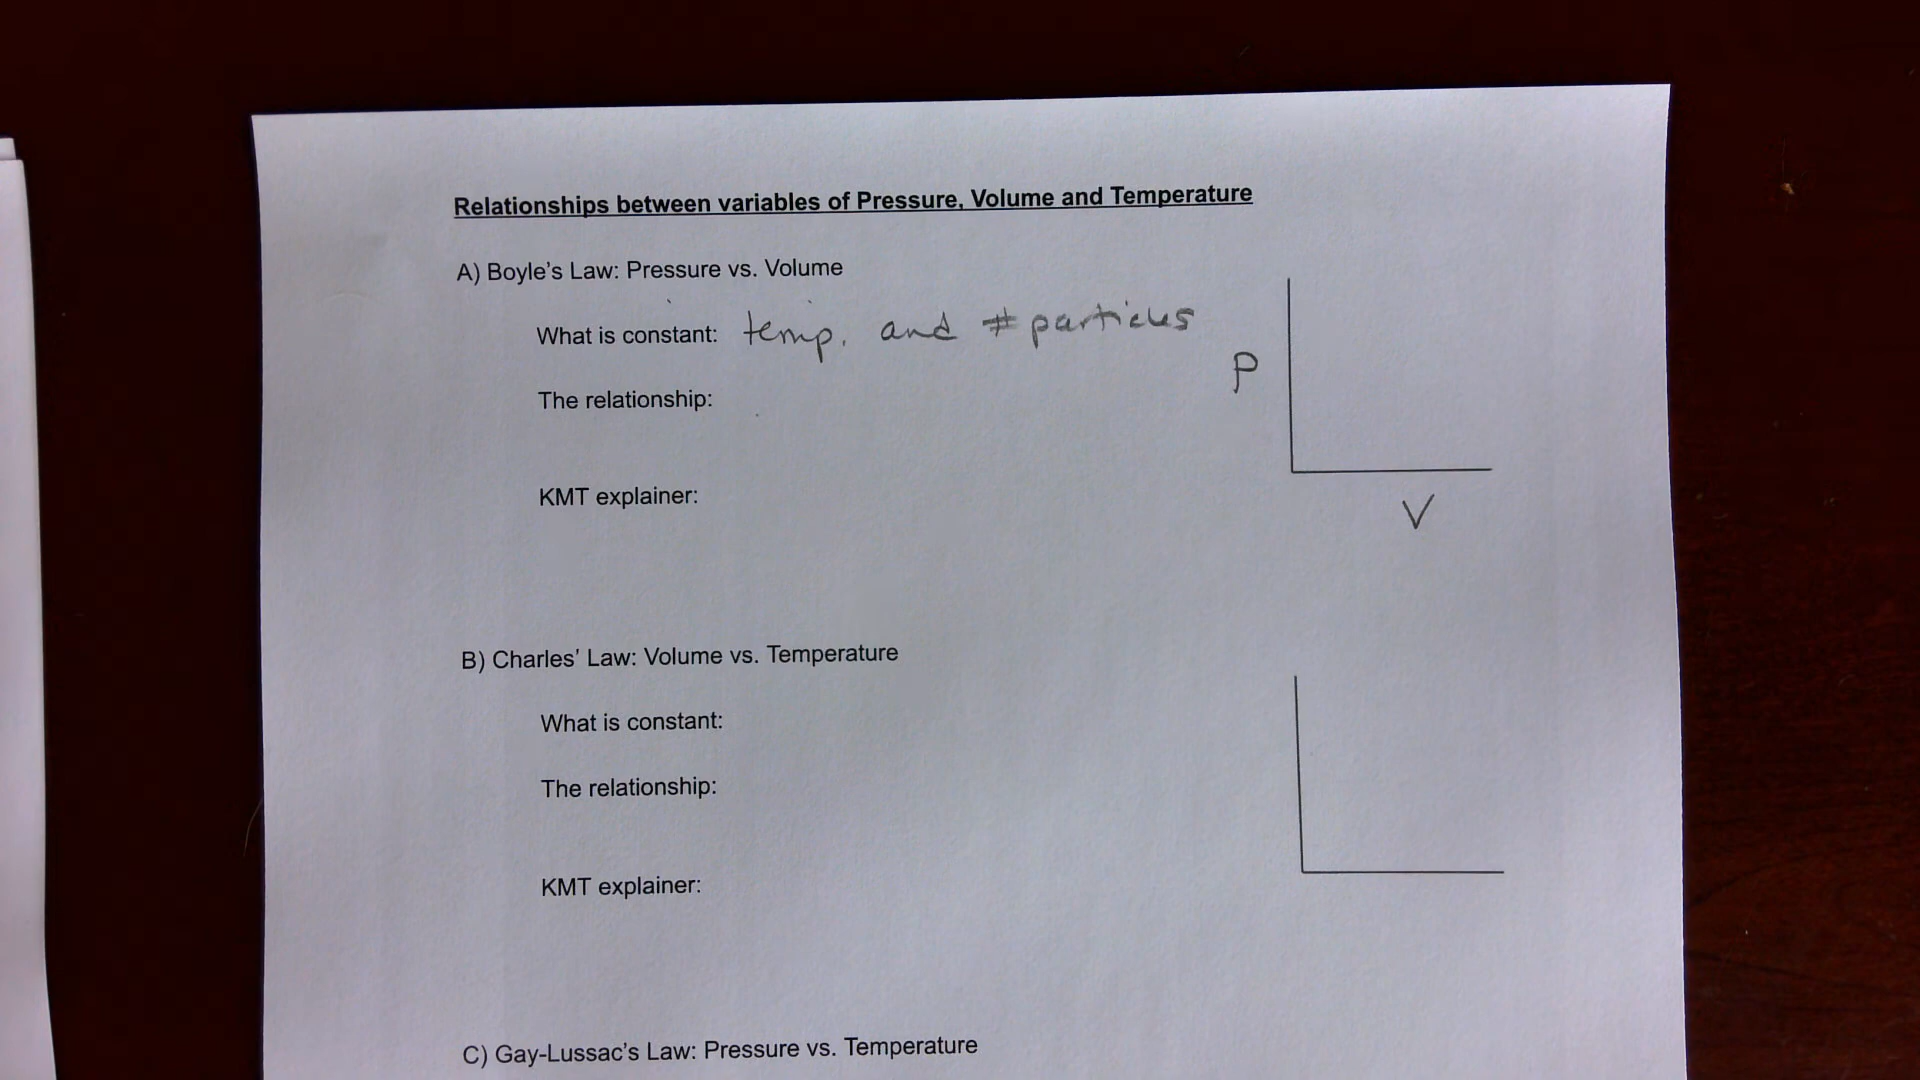 Relationships between variables of Pressure, Volume and Temperature
A) Boyle's Law: Pressure vs. Volume
What is constant: temp. and # particles
P
The relationship:
KMT explainer:
V
B) Charles' Law: Volume vs. Temperature
What is constant:
The relationship:
KMT explainer:
C) Gay-Lussac's Law: Pressure vs. Temperature